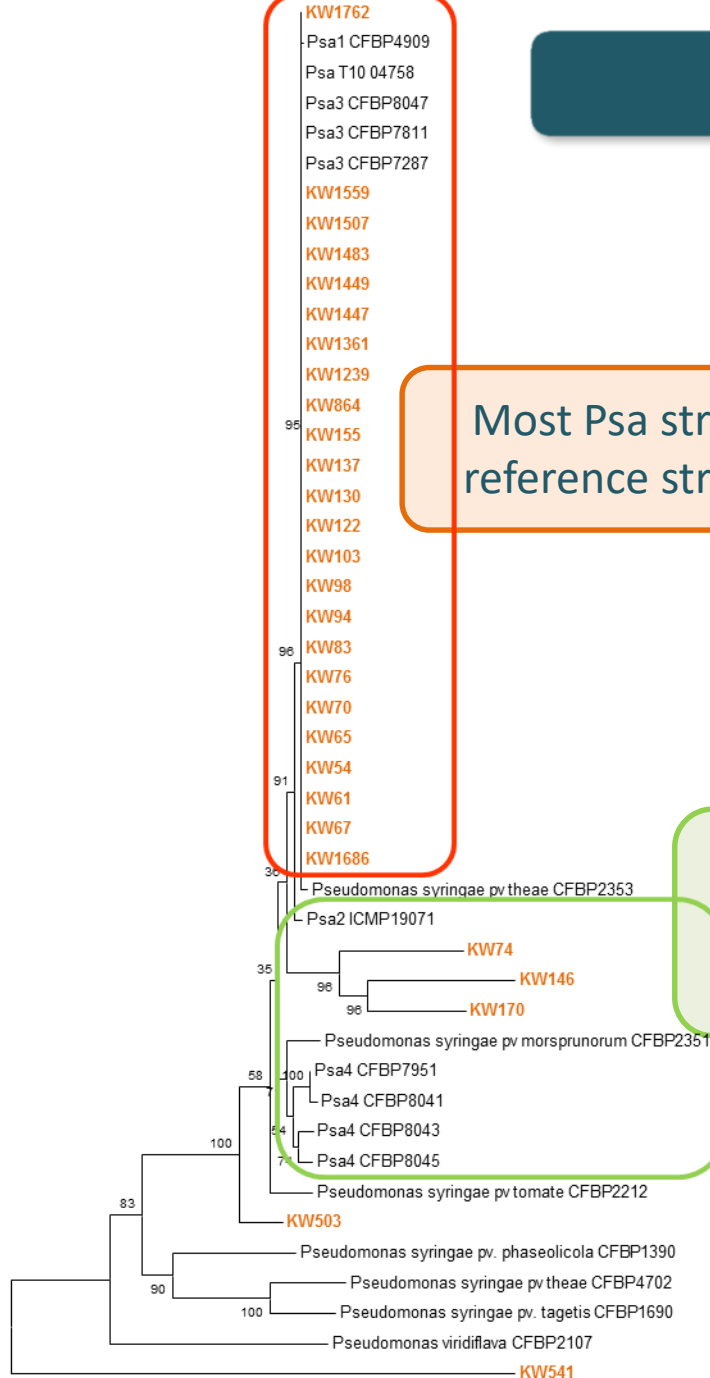 KW1762
Psa1 CFBP4909
Psa T10 04758
Psa3 CFBP8047
Psa3 CFBP7811
Psa3 CFBP7287
KW1559
KW1507
KW1483
KW1449
KW1447
KW1361
KW1239
KW864
95
KW155
KW137
KW130
KW122
KW103
KW98
KW94
96
KW83
KW76
KW70
KW65
KW54
91
KW61
KW67
KW1686
Most Psa str
reference str
Pseudomonas syringae pv theae CFBP2353
Psa2 ICMP19071
KW74
35
96
KW146
96
KW170
Pseudomonas syringae pv morsprunorum CFBP2351
58
100
Psa4 CFBP7951
Psa4 CFBP8041
Psa4 CFBP8043
Psa4 CFBP8045
100
Pseudomonas syringae pv tomate CFBP2212
83
KW503
Pseudomonas syringae pv. phaseolicola CFBP1390
90
Pseudomonas syringae pv theae CFBP4702
100
Pseudomonas syringae pv. tagetis CFBP1690
Pseudomonas viridiflava CFBP2107
KW541